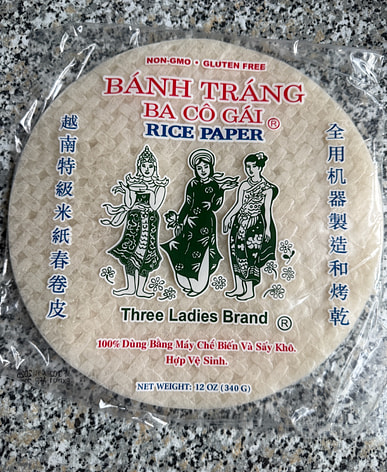 NON-GMO • GLUTEN FREE
BÁNH TRÁNG
BA CÔ GÁI ®
RICE PAPER
越南特級米紙春卷皮
全用机器製造和烤乾
Three Ladies Brand ®
100% Dùng Bằng Máy Chế Biến Và Sấy Khô.
Hợp Vệ Sinh.
NET WEIGHT: 12 OZ (340 G)